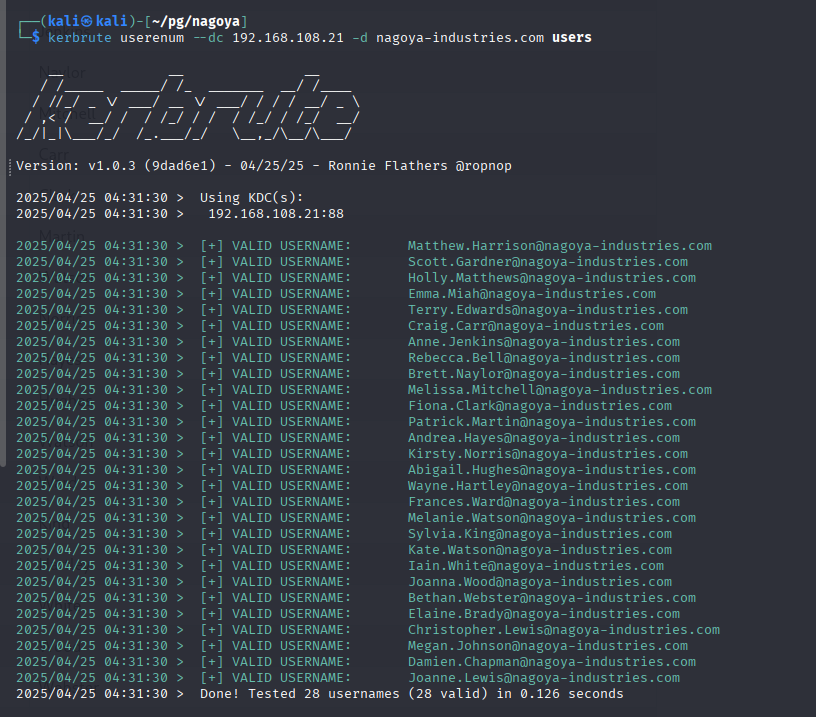 ┌──(kali㉿kali)-[~/pg/nagoya]
└─$ kerbrute userenum --dc 192.168.108.21 -d nagoya-industries.com users
kerbrute
Version: v1.0.3 (9dad6e1) - 04/25/25 - Ronnie Flathers @ropnop
2025/04/25 04:31:30 >  Using KDC(s):
2025/04/25 04:31:30 >   192.168.108.21:88
2025/04/25 04:31:30 >  [+] VALID USERNAME:       Matthew.Harrison@nagoya-industries.com
2025/04/25 04:31:30 >  [+] VALID USERNAME:       Scott.Gardner@nagoya-industries.com
2025/04/25 04:31:30 >  [+] VALID USERNAME:       Holly.Matthews@nagoya-industries.com
2025/04/25 04:31:30 >  [+] VALID USERNAME:       Emma.Miah@nagoya-industries.com
2025/04/25 04:31:30 >  [+] VALID USERNAME:       Terry.Edwards@nagoya-industries.com
2025/04/25 04:31:30 >  [+] VALID USERNAME:       Craig.Carr@nagoya-industries.com
2025/04/25 04:31:30 >  [+] VALID USERNAME:       Anne.Jenkins@nagoya-industries.com
2025/04/25 04:31:30 >  [+] VALID USERNAME:       Rebecca.Bell@nagoya-industries.com
2025/04/25 04:31:30 >  [+] VALID USERNAME:       Brett.Naylor@nagoya-industries.com
2025/04/25 04:31:30 >  [+] VALID USERNAME:       Melissa.Mitchell@nagoya-industries.com
2025/04/25 04:31:30 >  [+] VALID USERNAME:       Fiona.Clark@nagoya-industries.com
2025/04/25 04:31:30 >  [+] VALID USERNAME:       Patrick.Martin@nagoya-industries.com
2025/04/25 04:31:30 >  [+] VALID USERNAME:       Andrea.Hayes@nagoya-industries.com
2025/04/25 04:31:30 >  [+] VALID USERNAME:       Kirsty.Norris@nagoya-industries.com
2025/04/25 04:31:30 >  [+] VALID USERNAME:       Abigail.Hughes@nagoya-industries.com
2025/04/25 04:31:30 >  [+] VALID USERNAME:       Wayne.Hartley@nagoya-industries.com
2025/04/25 04:31:30 >  [+] VALID USERNAME:       Frances.Ward@nagoya-industries.com
2025/04/25 04:31:30 >  [+] VALID USERNAME:       Melanie.Watson@nagoya-industries.com
2025/04/25 04:31:30 >  [+] VALID USERNAME:       Sylvia.King@nagoya-industries.com
2025/04/25 04:31:30 >  [+] VALID USERNAME:       Kate.Watson@nagoya-industries.com
2025/04/25 04:31:30 >  [+] VALID USERNAME:       Iain.White@nagoya-industries.com
2025/04/25 04:31:30 >  [+] VALID USERNAME:       Joanna.Wood@nagoya-industries.com
2025/04/25 04:31:30 >  [+] VALID USERNAME:       Bethan.Webster@nagoya-industries.com
2025/04/25 04:31:30 >  [+] VALID USERNAME:       Elaine.Brady@nagoya-industries.com
2025/04/25 04:31:30 >  [+] VALID USERNAME:       Christopher.Lewis@nagoya-industries.com
2025/04/25 04:31:30 >  [+] VALID USERNAME:       Megan.Johnson@nagoya-industries.com
2025/04/25 04:31:30 >  [+] VALID USERNAME:       Damien.Chapman@nagoya-industries.com
2025/04/25 04:31:30 >  [+] VALID USERNAME:       Joanne.Lewis@nagoya-industries.com
2025/04/25 04:31:30 >  Done! Tested 28 usernames (28 valid) in 0.126 seconds